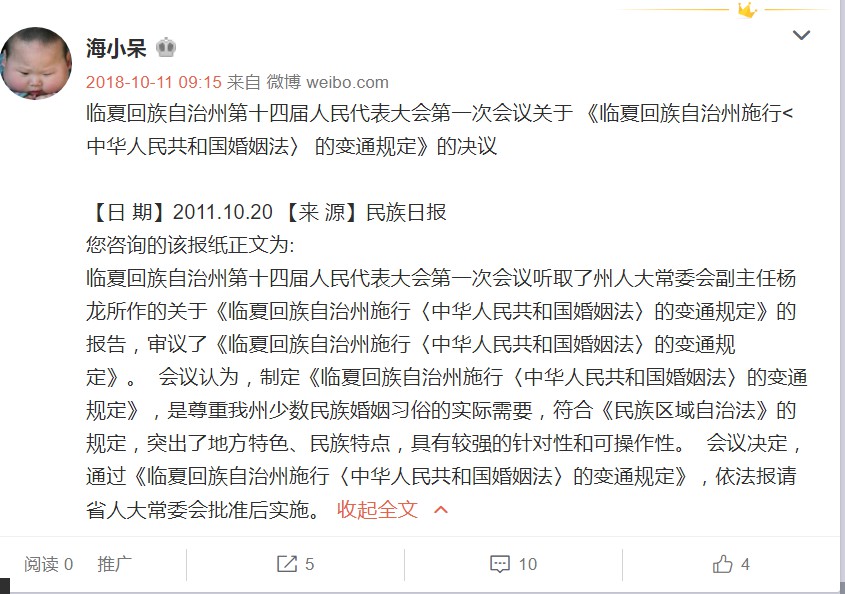 海小呆
2018-10-11 09:15 来自 微博 weibo.com
临夏回族自治州第十四届人民代表大会第一次会议关于 《临夏回族自治州施行<
中华人民共和国婚姻法〉 的变通规定》的决议
【日 期】2011.10.20 【来 源】民族日报
您咨询的该报纸正文为:
临夏回族自治州第十四届人民代表大会第一次会议听取了州人大常委会副主任杨
龙所作的关于《临夏回族自治州施行〈中华人民共和国婚姻法〉的变通规定》的
报告，审议了《临夏回族自治州施行〈中华人民共和国婚姻法〉的变通规
定》。 会议认为，制定《临夏回族自治州施行〈中华人民共和国婚姻法〉的变通
规定》，是尊重我州少数民族婚姻习俗的实际需要，符合《民族区域自治法》的
规定，突出了地方特色、民族特点，具有较强的针对性和可操作性。 会议决定，
通过《临夏回族自治州施行〈中华人民共和国婚姻法〉的变通规定》，依法报请
省人大常委会批准后实施。 收起全文
阅读 0 推广 5 10 4